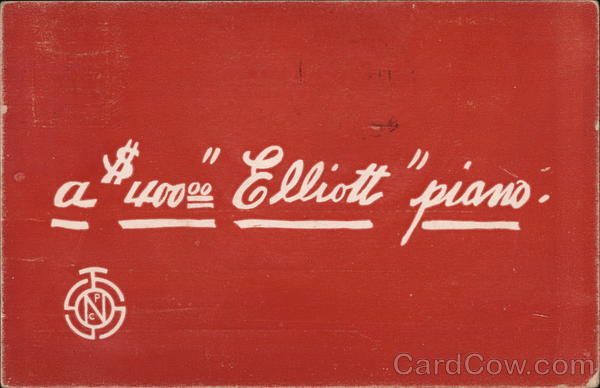 a $400.00 "Elliott" piano.
T S N P C
CardCow.com